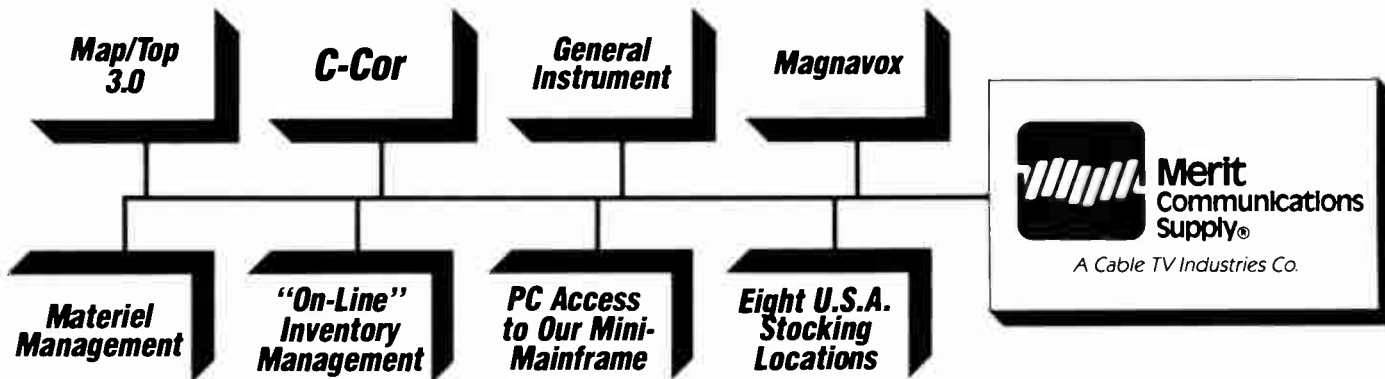 Map/Top
3.0
C-Cor
General
Instrument
Magnavox
Merit
Communications
Supply®
A Cable TV Industries Co.
Materiel
Management
"On-Line"
Inventory
Management
PC Access
to Our Mini-
Mainframe
Eight U.S.A.
Stocking
Locations